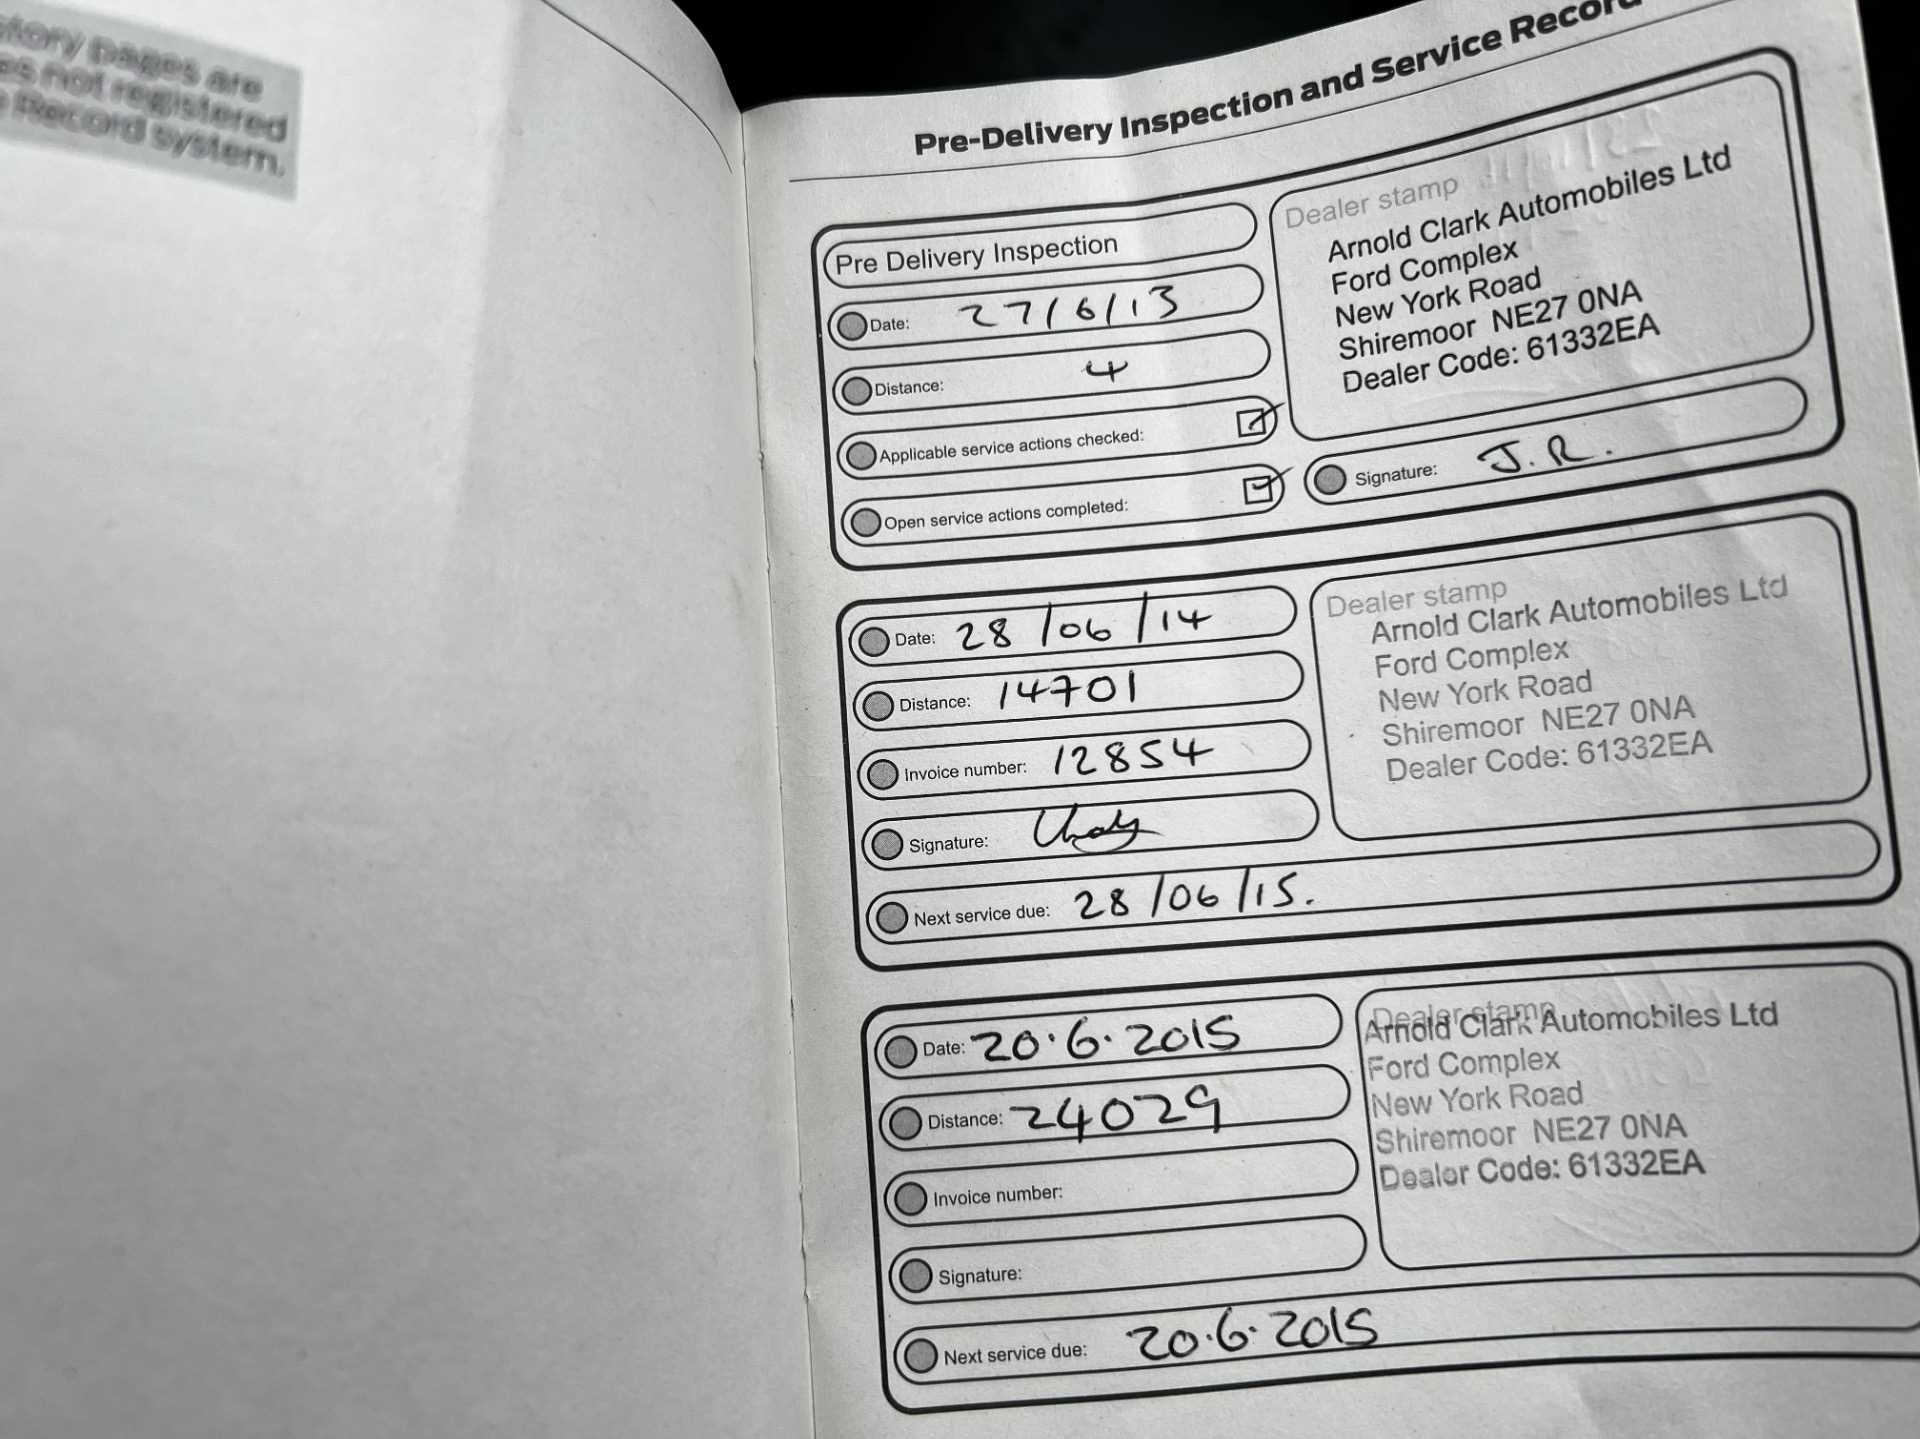 story pages are
es not registered
e Record system.
Pre-Delivery Inspection and Service Record
Pre Delivery Inspection
Date: 27/6/13
Distance: 4
Applicable service actions checked:
Open service actions completed:
Dealer stamp
Arnold Clark Automobiles Ltd
Ford Complex
New York Road
Shiremoor NE27 0NA
Dealer Code: 61332EA
Signature: J.R.
Date: 28/06/14
Distance: 14701
Invoice number: 12854
Signature:
Next service due: 28/06/15.
Dealer stamp
Arnold Clark Automobiles Ltd
Ford Complex
New York Road
Shiremoor NE27 0NA
Dealer Code: 61332EA
Date: 20.6.2015
Distance: 24029
Invoice number:
Signature:
Next service due: 20.6.2015
Dealer stamp
Arnold Clark Automobiles Ltd
Ford Complex
New York Road
Shiremoor NE27 0NA
Dealer Code: 61332EA